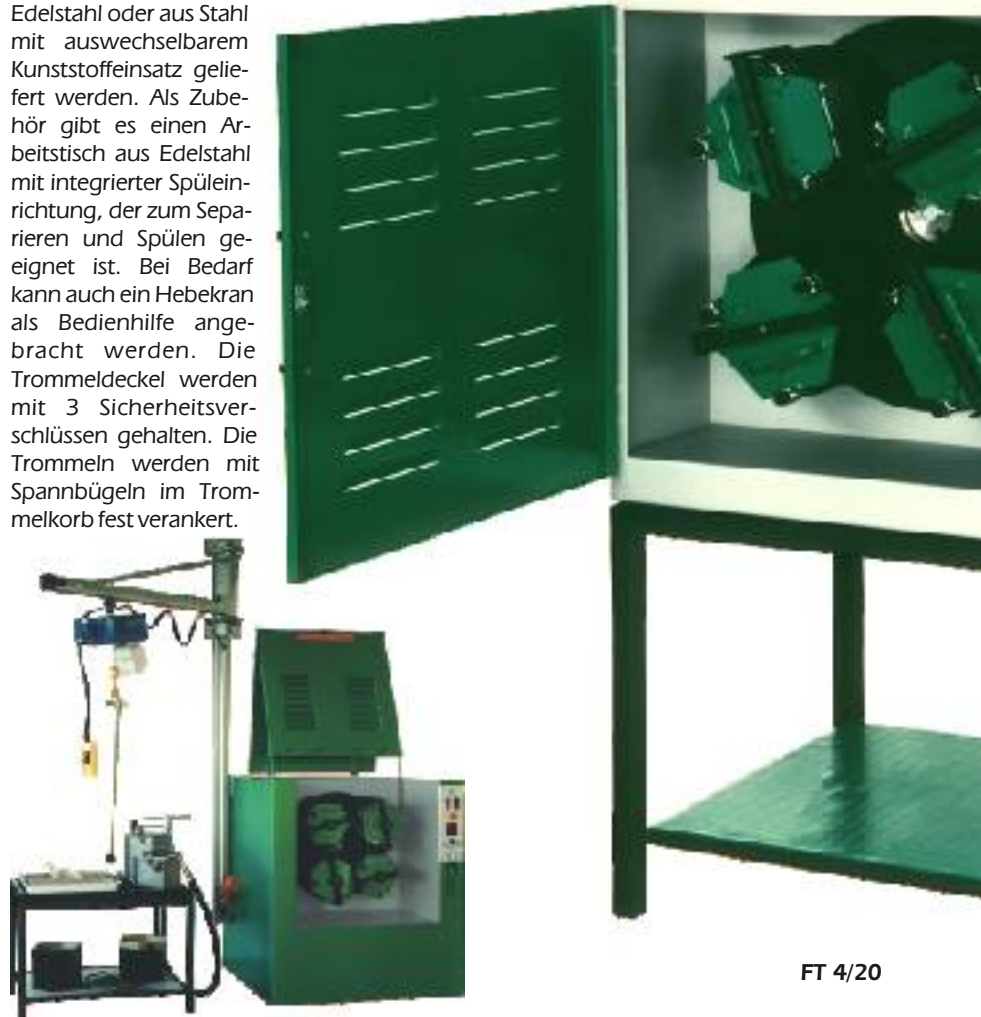 Edelstahl oder aus Stahl
mit auswechselbarem
Kunststoffeinsatz gelie-
fert werden. Als Zube-
hör gibt es einen Ar-
beitstisch aus Edelstahl
mit integrierter Spülein-
richtung, der zum Sepa-
rieren und Spülen ge-
eignet ist. Bei Bedarf
kann auch ein Hebekran
als Bedienhilfe ange-
bracht werden. Die
Trommeldeckel werden
mit 3 Sicherheitsver-
schlüssen gehalten. Die
Trommeln werden mit
Spannbügeln im Trom-
melkorb fest verankert.
FT 4/20